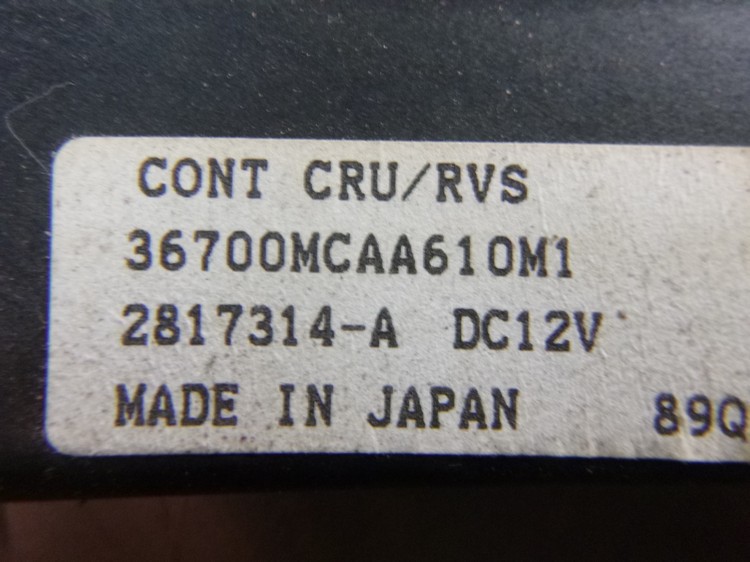 CONT CRU/RVS
36700MCAA610M1
2817314-A DC12V
MADE IN JAPAN 89Q